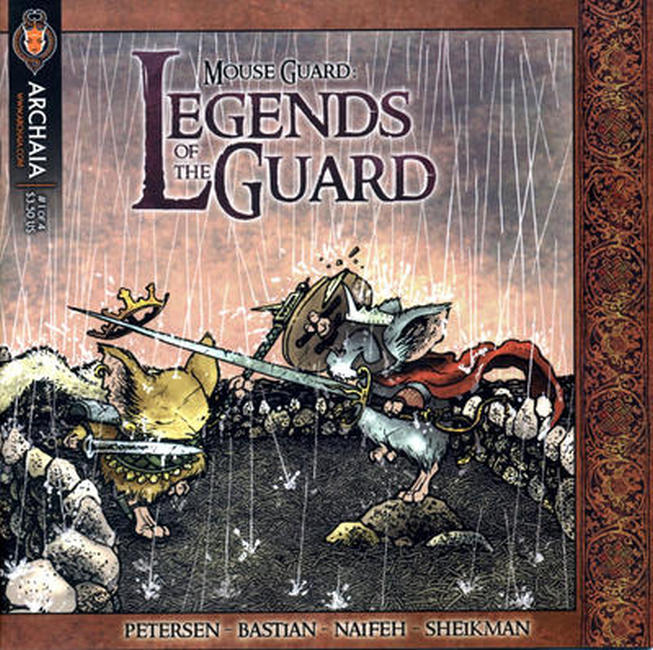 MOUSE GUARD:
LEGENDS
OF THE
GUARD
ARCHAIA
WWW.ARCHAIA.COM
#1 OF 4
$3.50 US
PETERSEN - BASTIAN - NAIFEH - SHEIKMAN